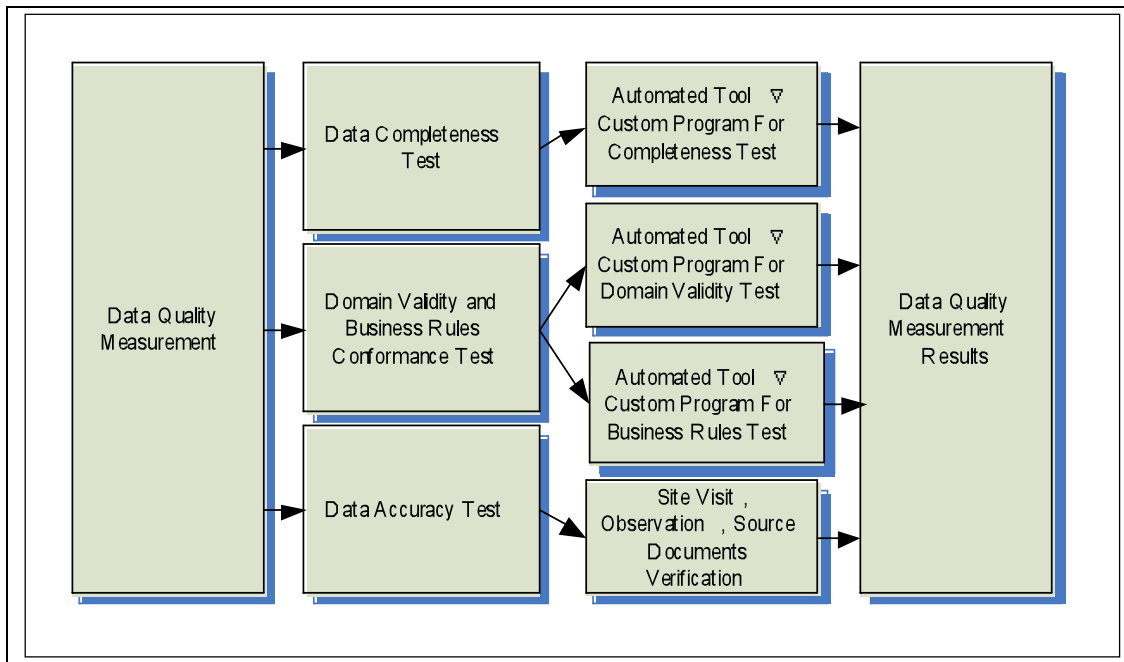 Data Quality
Measurement
Data Completeness
Test
Domain Validity and
Business Rules
Conformance Test
Data Accuracy Test
Automated Tool ∇
Custom Program For
Completeness Test
Automated Tool ∇
Custom Program For
Domain Validity Test
Automated Tool ∇
Custom Program For
Business Rules Test
Site Visit ,
Observation , Source
Documents
Verification
Data Quality
Measurement
Results